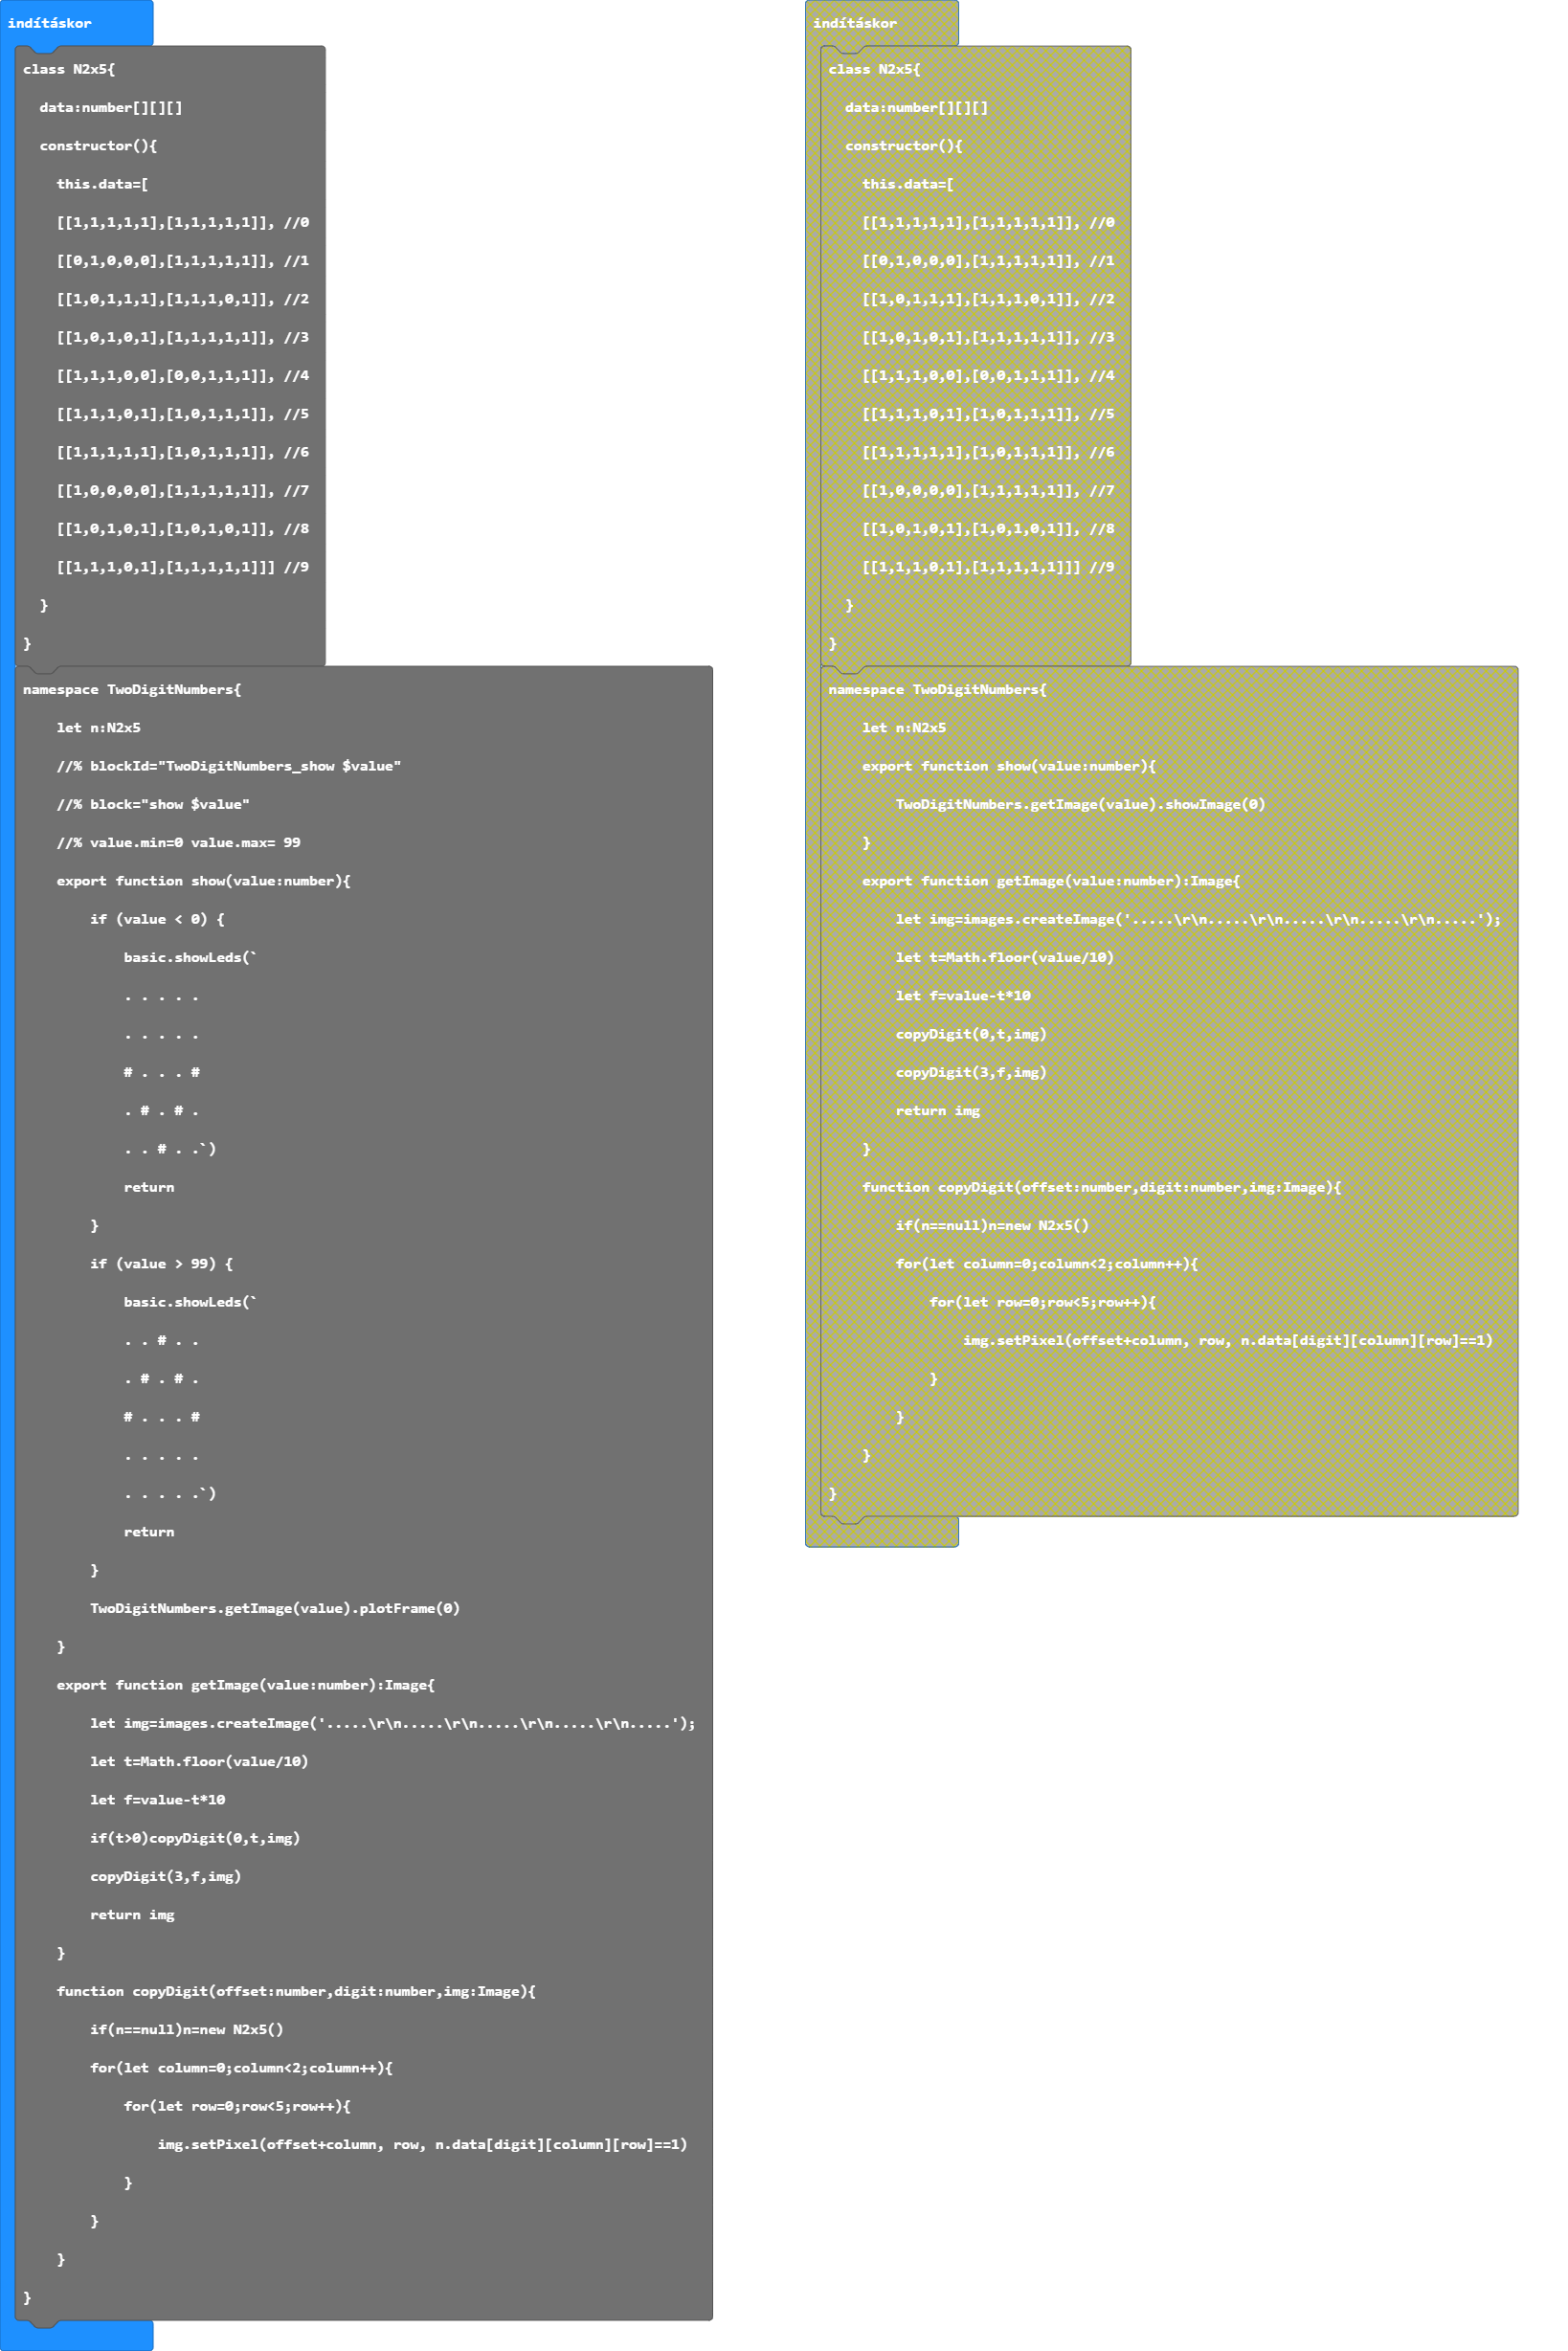 indításkor
class N2x5{
  data:number[][][]
  constructor(){
    this.data=[
    [[1,1,1,1,1],[1,1,1,1,1]], //0
    [[0,1,0,0,0],[1,1,1,1,1]], //1
    [[1,0,1,1,1],[1,1,1,0,1]], //2
    [[1,0,1,0,1],[1,1,1,1,1]], //3
    [[1,1,1,0,0],[0,0,1,1,1]], //4
    [[1,1,1,0,1],[1,0,1,1,1]], //5
    [[1,1,1,1,1],[1,0,1,1,1]], //6
    [[1,0,0,0,0],[1,1,1,1,1]], //7
    [[1,0,1,0,1],[1,0,1,0,1]], //8
    [[1,1,1,0,1],[1,1,1,1,1]]] //9
  }
}
namespace TwoDigitNumbers{
    let n:N2x5
    //% blockId="TwoDigitNumbers_show $value"
    //% block="show $value"
    //% value.min=0 value.max= 99
    export function show(value:number){
        if (value < 0) {
            basic.showLeds(`
            . . . . .
            . . . . .
            # . . . #
            . # . # .
            . . # . .`)
            return
        }
        if (value > 99) {
            basic.showLeds(`
            . . # . .
            . # . # .
            # . . . #
            . . . . .
            . . . . .`)
            return
        }
        TwoDigitNumbers.getImage(value).plotFrame(0)
    }
    export function getImage(value:number):Image{
        let img=images.createImage('.....\r\n.....\r\n.....\r\n.....\r\n.....');
        let t=Math.floor(value/10)
        let f=value-t*10
        if(t>0)copyDigit(0,t,img)
        copyDigit(3,f,img)
        return img
    }
    function copyDigit(offset:number,digit:number,img:Image){
        if(n==null)n=new N2x5()
        for(let column=0;column<2;column++){
            for(let row=0;row<5;row++){
                img.setPixel(offset+column, row, n.data[digit][column][row]==1)
            }
        }
    }
}
indításkor
class N2x5{
  data:number[][][]
  constructor(){
    this.data=[
    [[1,1,1,1,1],[1,1,1,1,1]], //0
    [[0,1,0,0,0],[1,1,1,1,1]], //1
    [[1,0,1,1,1],[1,1,1,0,1]], //2
    [[1,0,1,0,1],[1,1,1,1,1]], //3
    [[1,1,1,0,0],[0,0,1,1,1]], //4
    [[1,1,1,0,1],[1,0,1,1,1]], //5
    [[1,1,1,1,1],[1,0,1,1,1]], //6
    [[1,0,0,0,0],[1,1,1,1,1]], //7
    [[1,0,1,0,1],[1,0,1,0,1]], //8
    [[1,1,1,0,1],[1,1,1,1,1]]] //9
  }
}
namespace TwoDigitNumbers{
    let n:N2x5
    export function show(value:number){
        TwoDigitNumbers.getImage(value).showImage(0)
    }
    export function getImage(value:number):Image{
        let img=images.createImage('.....\r\n.....\r\n.....\r\n.....\r\n.....');
        let t=Math.floor(value/10)
        let f=value-t*10
        copyDigit(0,t,img)
        copyDigit(3,f,img)
        return img
    }
    function copyDigit(offset:number,digit:number,img:Image){
        if(n==null)n=new N2x5()
        for(let column=0;column<2;column++){
            for(let row=0;row<5;row++){
                img.setPixel(offset+column, row, n.data[digit][column][row]==1)
            }
        }
    }
}